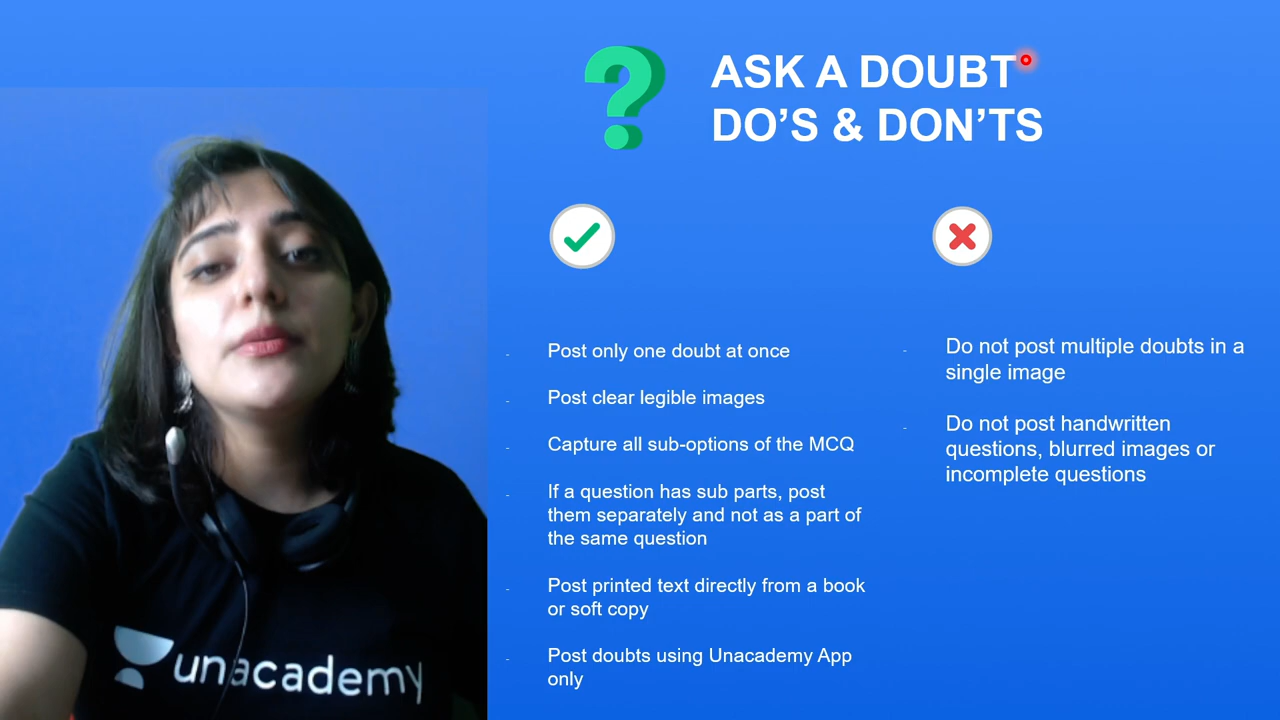 ASK A DOUBT
DO’S & DON’TS
Post only one doubt at once
Post clear legible images
Capture all sub-options of the MCQ
If a question has sub parts, post
them separately and not as a part of
the same question
Post printed text directly from a book
or soft copy
Post doubts using Unacademy App
only
Do not post multiple doubts in a
single image
Do not post handwritten
questions, blurred images or
incomplete questions
unacademy